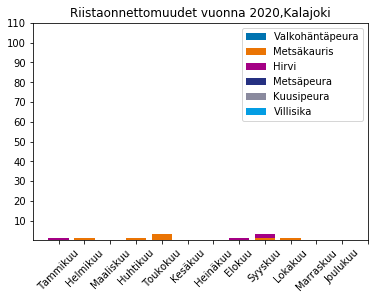 Riistaonnettomuudet vuonna 2020,Kalajoki
110
100
90
80
70
60
50
40
30
20
10
Valkohäntäpeura
Metsäkauris
Hirvi
Metsäpeura
Kuusipeura
Villisika
Tammikuu
Helmikuu
Maaliskuu
Huhtikuu
Toukokuu
Kesäkuu
Heinäkuu
Elokuu
Syyskuu
Lokakuu
Marraskuu
Joulukuu